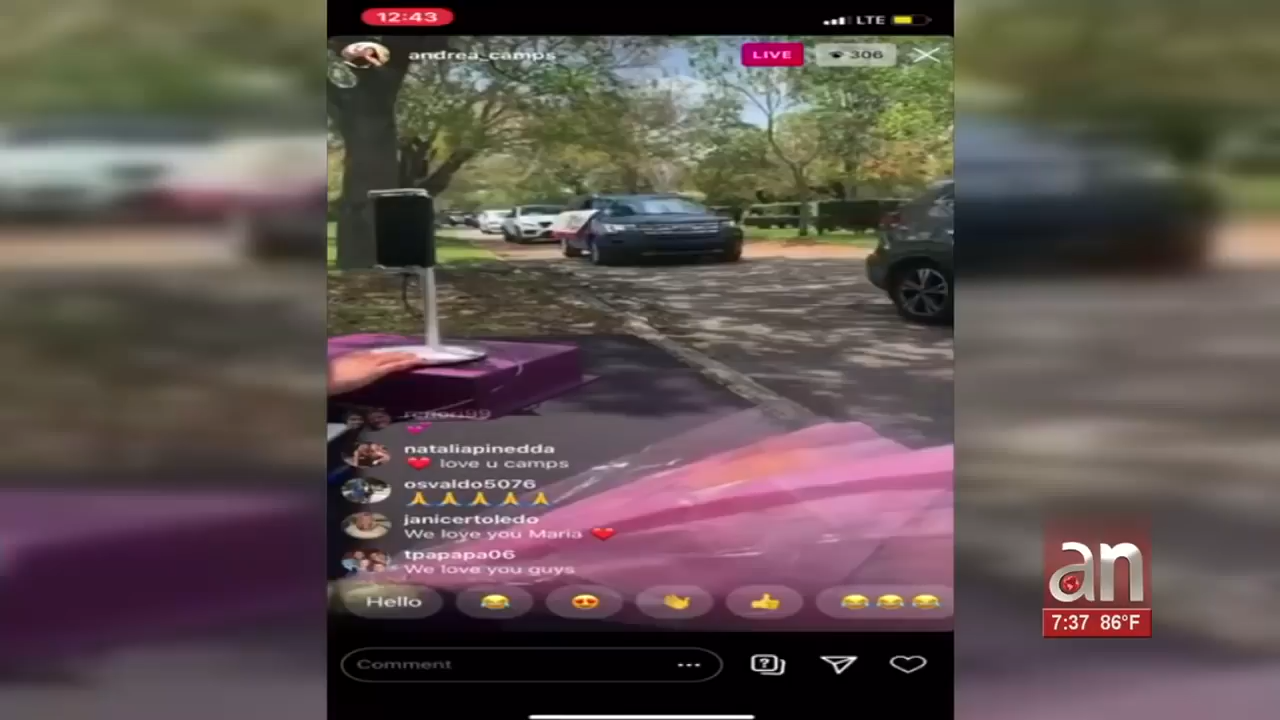 12:43
LTE
andrea_camps
LIVE
306
nataliapinedda
❤️ love u camps
osvaldo5076
🙏🙏🙏🙏🙏
janicertoledo
We love you Maria ❤️
tpapapa06
We love you guys
Hello
Comment
an
7:37 86°F